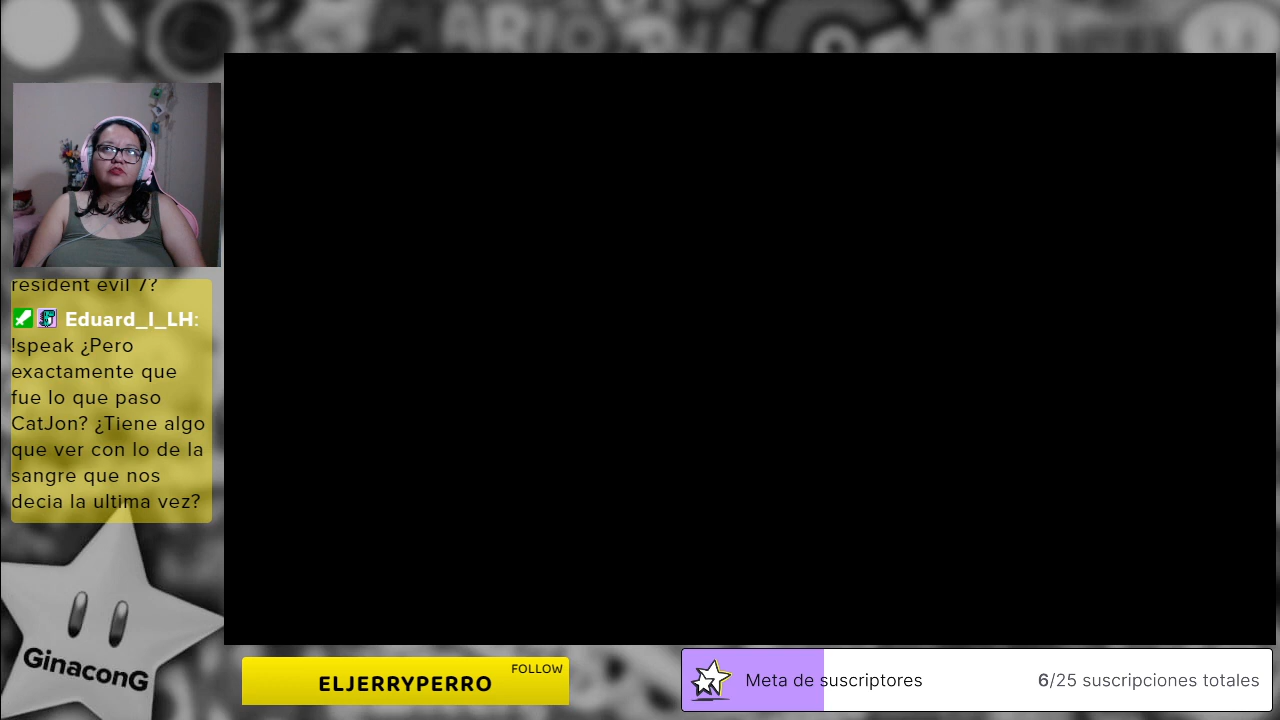 resident evil 7?
Eduard_I_LH:
!speak ¿Pero
exactamente que
fue lo que paso
CatJon? ¿Tiene algo
que ver con lo de la
sangre que nos
decia la ultima vez?
GinaconG
FOLLOW
ELJERRYPERRO
Meta de suscriptores
6/25 suscripciones totales